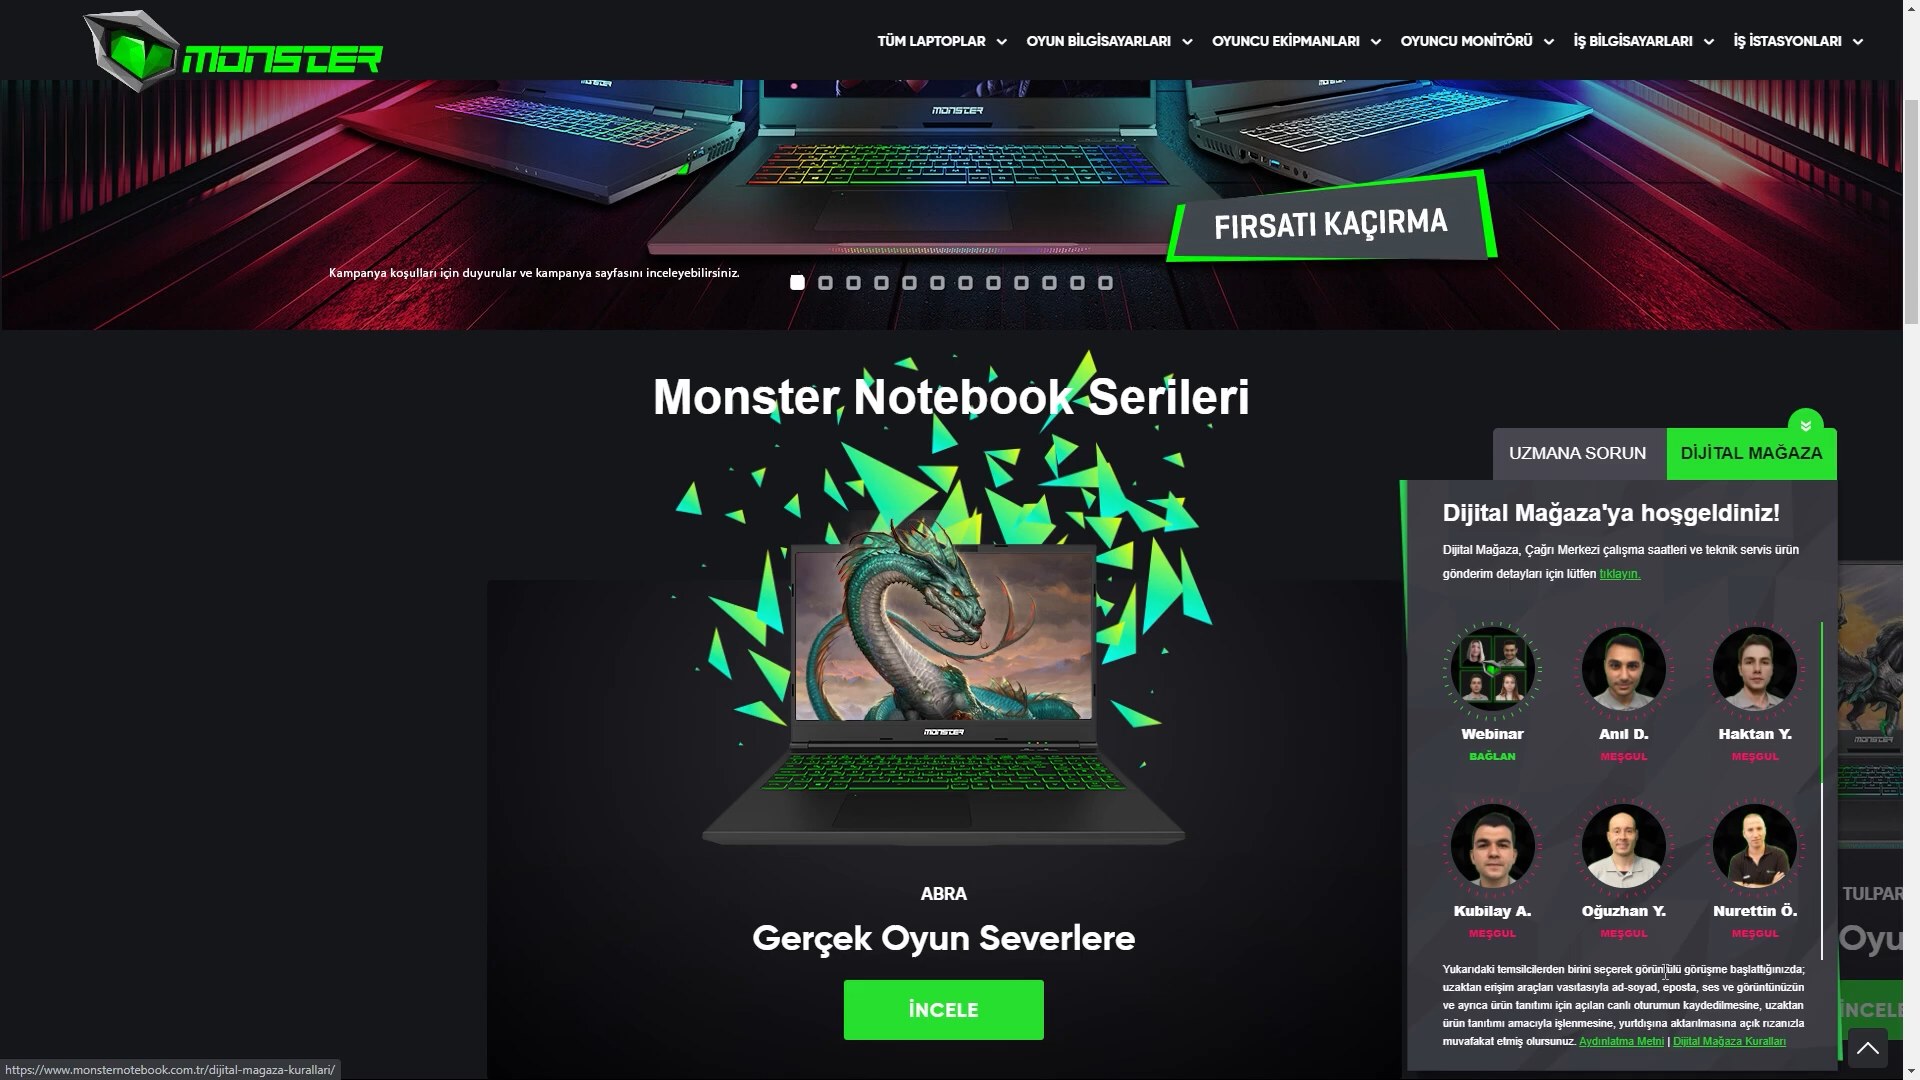 MONSTER
TÜM LAPTOPLAR
OYUN BİLGİSAYARLARI
OYUNCU EKİPMANLARI
OYUNCU MONİTÖRÜ
İŞ BİLGİSAYARLARI
İŞ İSTASYONLARI
MONSTER
FIRSATI KAÇIRMA
Kampanya koşulları için duyurular ve kampanya sayfasını inceleyebilirsiniz.
Monster Notebook Serileri
MONSTER
ABRA
Gerçek Oyun Severlere
İNCELE
UZMANA SORUN
DİJİTAL MAĞAZA
Dijital Mağaza'ya hoşgeldiniz!
Dijital Mağaza, Çağrı Merkezi çalışma saatleri ve teknik servis ürün
gönderim detayları için lütfen tıklayın.
Webinar
BAĞLAN
Anıl D.
MEŞGUL
Haktan Y.
MEŞGUL
Kubilay A.
MEŞGUL
Oğuzhan Y.
MEŞGUL
Nurettin Ö.
MEŞGUL
Yukarıdaki temsilcilerden birini seçerek görüntülü görüşme başlattığınızda;
uzaktan erişim araçları vasıtasıyla ad-soyad, eposta, ses ve görüntünüzün
ve ayrıca ürün tanıtımı için açılan canlı oturumun kaydedilmesine, uzaktan
ürün tanıtımı amacıyla işlenmesine, yurtdışına aktarılmasına açık rızanızla
muvafakat etmiş olursunuz. Aydınlatma Metni | Dijital Mağaza Kuralları
MONSTER
TULPAR
Oyu
İNCELE
https://www.monsternotebook.com.tr/dijital-magaza-kurallari/